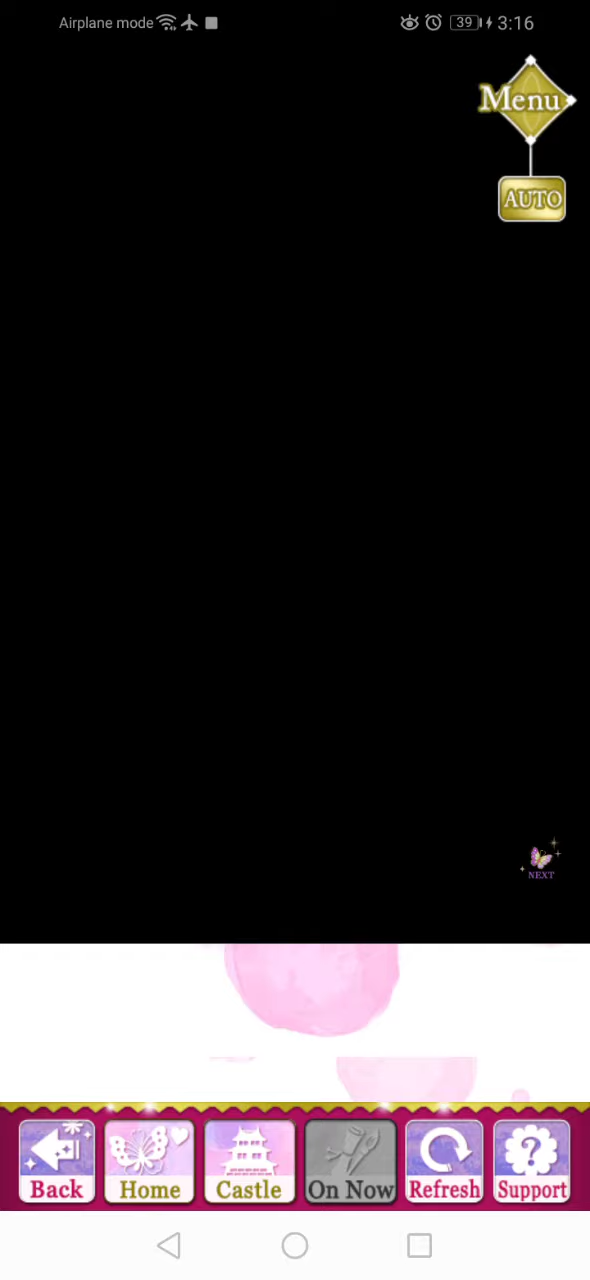 Airplane mode 39 3:16
Menu
AUTO
NEXT
Back Home Castle On Now Refresh Support